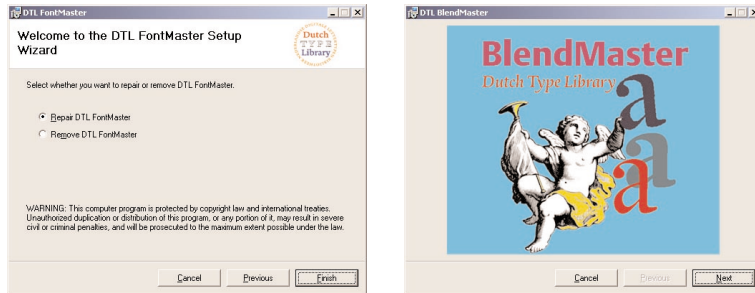 DTL FontMaster
Welcome to the DTL FontMaster Setup
Wizard
Dutch
TYPE
Library
Select whether you want to repair or remove DTL FontMaster.
Repair DTL FontMaster
Remove DTL FontMaster
WARNING: This computer program is protected by copyright law and international treaties.
Unauthorized duplication or distribution of this program, or any portion of it, may result in severe
civil or criminal penalties, and will be prosecuted to the maximum extent possible under the law.
Cancel
Previous
Finish
DTL BlendMaster
BlendMaster
Dutch Type Library
a
a
a
Cancel
Previous
Next